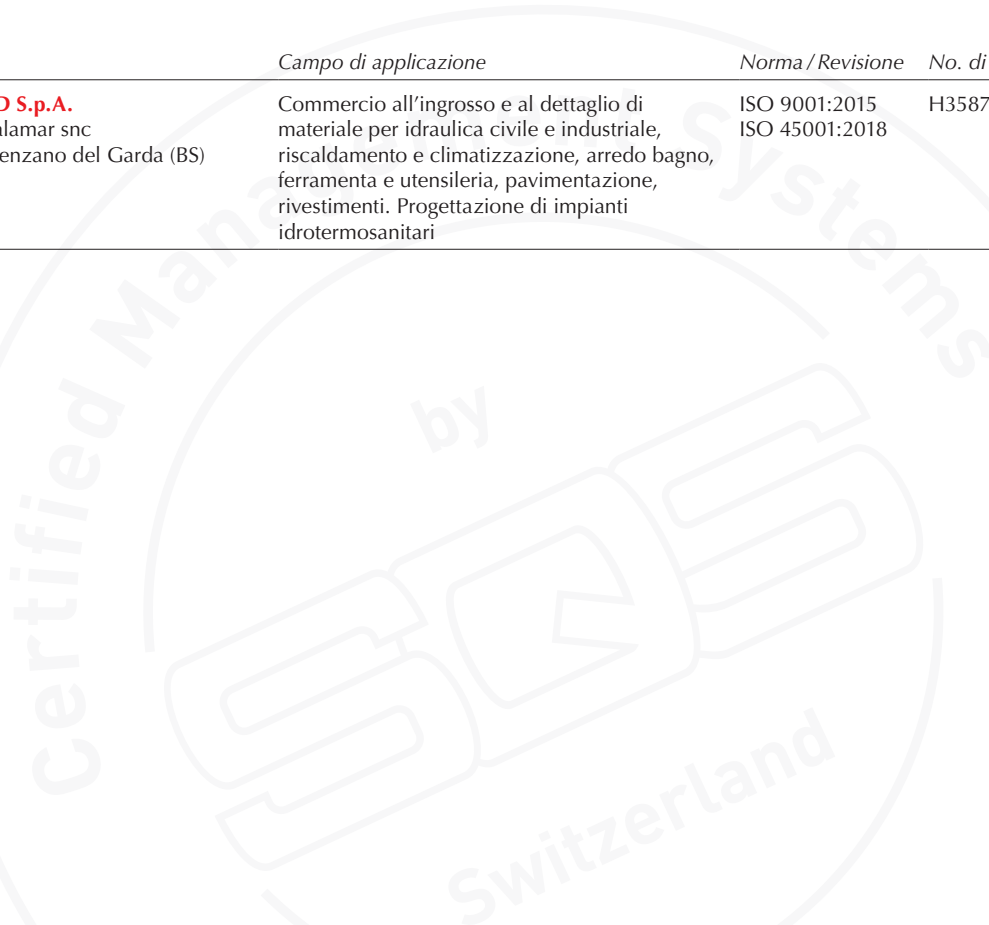 Campo di applicazione Norma / Revisione No. di
D S.p.A. Commercio all'ingrosso e al dettaglio di ISO 9001:2015 H3587
alamar snc materiale per idraulica civile e industriale, ISO 45001:2018
enzano del Garda (BS) riscaldamento e climatizzazione, arredo bagno,
ferramenta e utensileria, pavimentazione,
rivestimenti. Progettazione di impianti
idrotermosanitari
Certified Management Systems
by
SQS
Switzerland